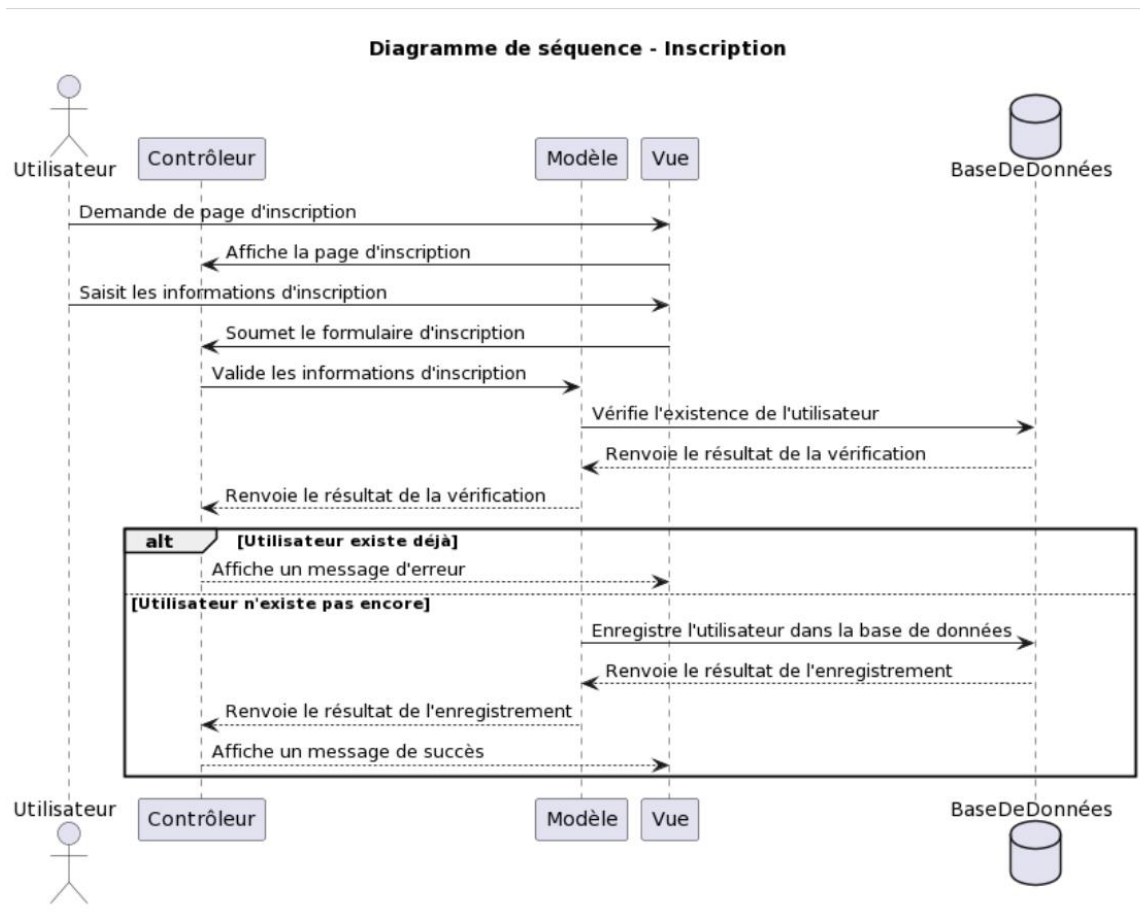 Diagramme de séquence - Inscription
Utilisateur
Contrôleur
Modèle
Vue
BaseDeDonnées
Demande de page d'inscription
Affiche la page d'inscription
Saisit les informations d'inscription
Soumet le formulaire d'inscription
Valide les informations d'inscription
Vérifie l'existence de l'utilisateur
Renvoie le résultat de la vérification
Renvoie le résultat de la vérification
alt [Utilisateur existe déjà]
Affiche un message d'erreur
[Utilisateur n'existe pas encore]
Enregistre l'utilisateur dans la base de données
Renvoie le résultat de l'enregistrement
Renvoie le résultat de l'enregistrement
Affiche un message de succès
Utilisateur
Contrôleur
Modèle
Vue
BaseDeDonnées